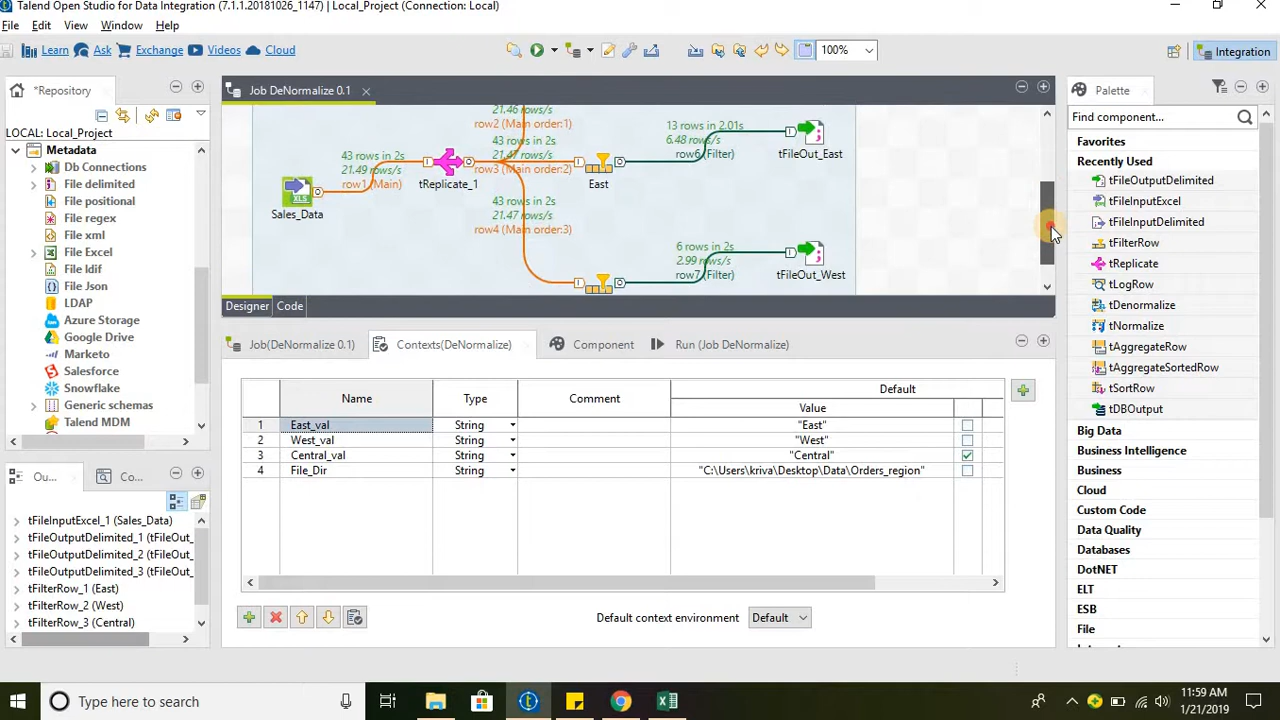 Talend Open Studio for Data Integration (7.1.1.20181026_1147) | Local_Project (Connection: Local)
File Edit View Window Help
Learn Ask Exchange Videos Cloud 100% Integration
*Repository
LOCAL: Local_Project
Metadata
Db Connections
File delimited
File positional
File regex
File xml
File Excel
File ldif
File Json
LDAP
Azure Storage
Google Drive
Marketo
Salesforce
Snowflake
Generic schemas
Talend MDM
Ou... Co...
tFileInputExcel_1 (Sales_Data)
tFileOutputDelimited_1 (tFileOut_
tFileOutputDelimited_2 (tFileOut_
tFileOutputDelimited_3 (tFileOut_
tFilterRow_1 (East)
tFilterRow_2 (West)
tFilterRow_3 (Central)
Job DeNormalize 0.1
21.46 rows/s
row2 (Main order:1)
43 rows in 2s
21.47 rows/s
row3 (Main order:2)
43 rows in 2s
21.49 rows/s
row1 (Main)
Sales_Data
XLS
tReplicate_1
43 rows in 2s
21.47 rows/s
row4 (Main order:3)
East
13 rows in 2.01s
6.48 rows/s
row6 (Filter)
tFileOut_East
6 rows in 2s
2.99 rows/s
row7 (Filter)
tFileOut_West
Designer Code
Job(DeNormalize 0.1) Contexts(DeNormalize) Component Run (Job DeNormalize)
Name Type Comment Default
Value
1 East_val String "East"
2 West_val String "West"
3 Central_val String "Central"
4 File_Dir String "C:\Users\kriva\Desktop\Data\Orders_region"
Default context environment Default
Palette
Find component...
Favorites
Recently Used
tFileOutputDelimited
tFileInputExcel
tFileInputDelimited
tFilterRow
tReplicate
tLogRow
tDenormalize
tNormalize
tAggregateRow
tAggregateSortedRow
tSortRow
tDBOutput
Big Data
Business Intelligence
Business
Cloud
Custom Code
Data Quality
Databases
DotNET
ELT
ESB
File
Type here to search
11:59 AM
1/21/2019